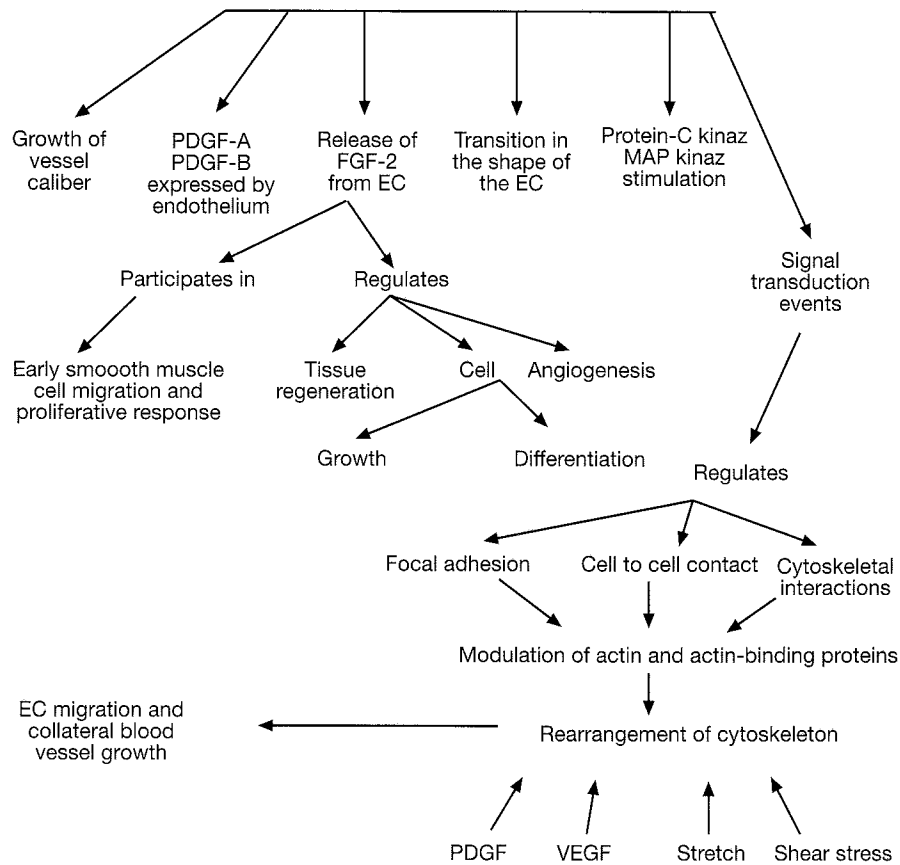 Growth of
vessel
caliber
PDGF-A
PDGF-B
expressed by
endothelium
Release of
FGF-2
from EC
Transition in
the shape of
the EC
Protein-C kinaz
MAP kinaz
stimulation
Signal
transduction
events
Participates in
Regulates
Early smoooth muscle
cell migration and
proliferative response
Tissue
regeneration
Cell
Angiogenesis
Growth
Differentiation
Regulates
Focal adhesion
Cell to cell contact
Cytoskeletal
interactions
Modulation of actin and actin-binding proteins
EC migration and
collateral blood
vessel growth
Rearrangement of cytoskeleton
PDGF
VEGF
Stretch
Shear stress